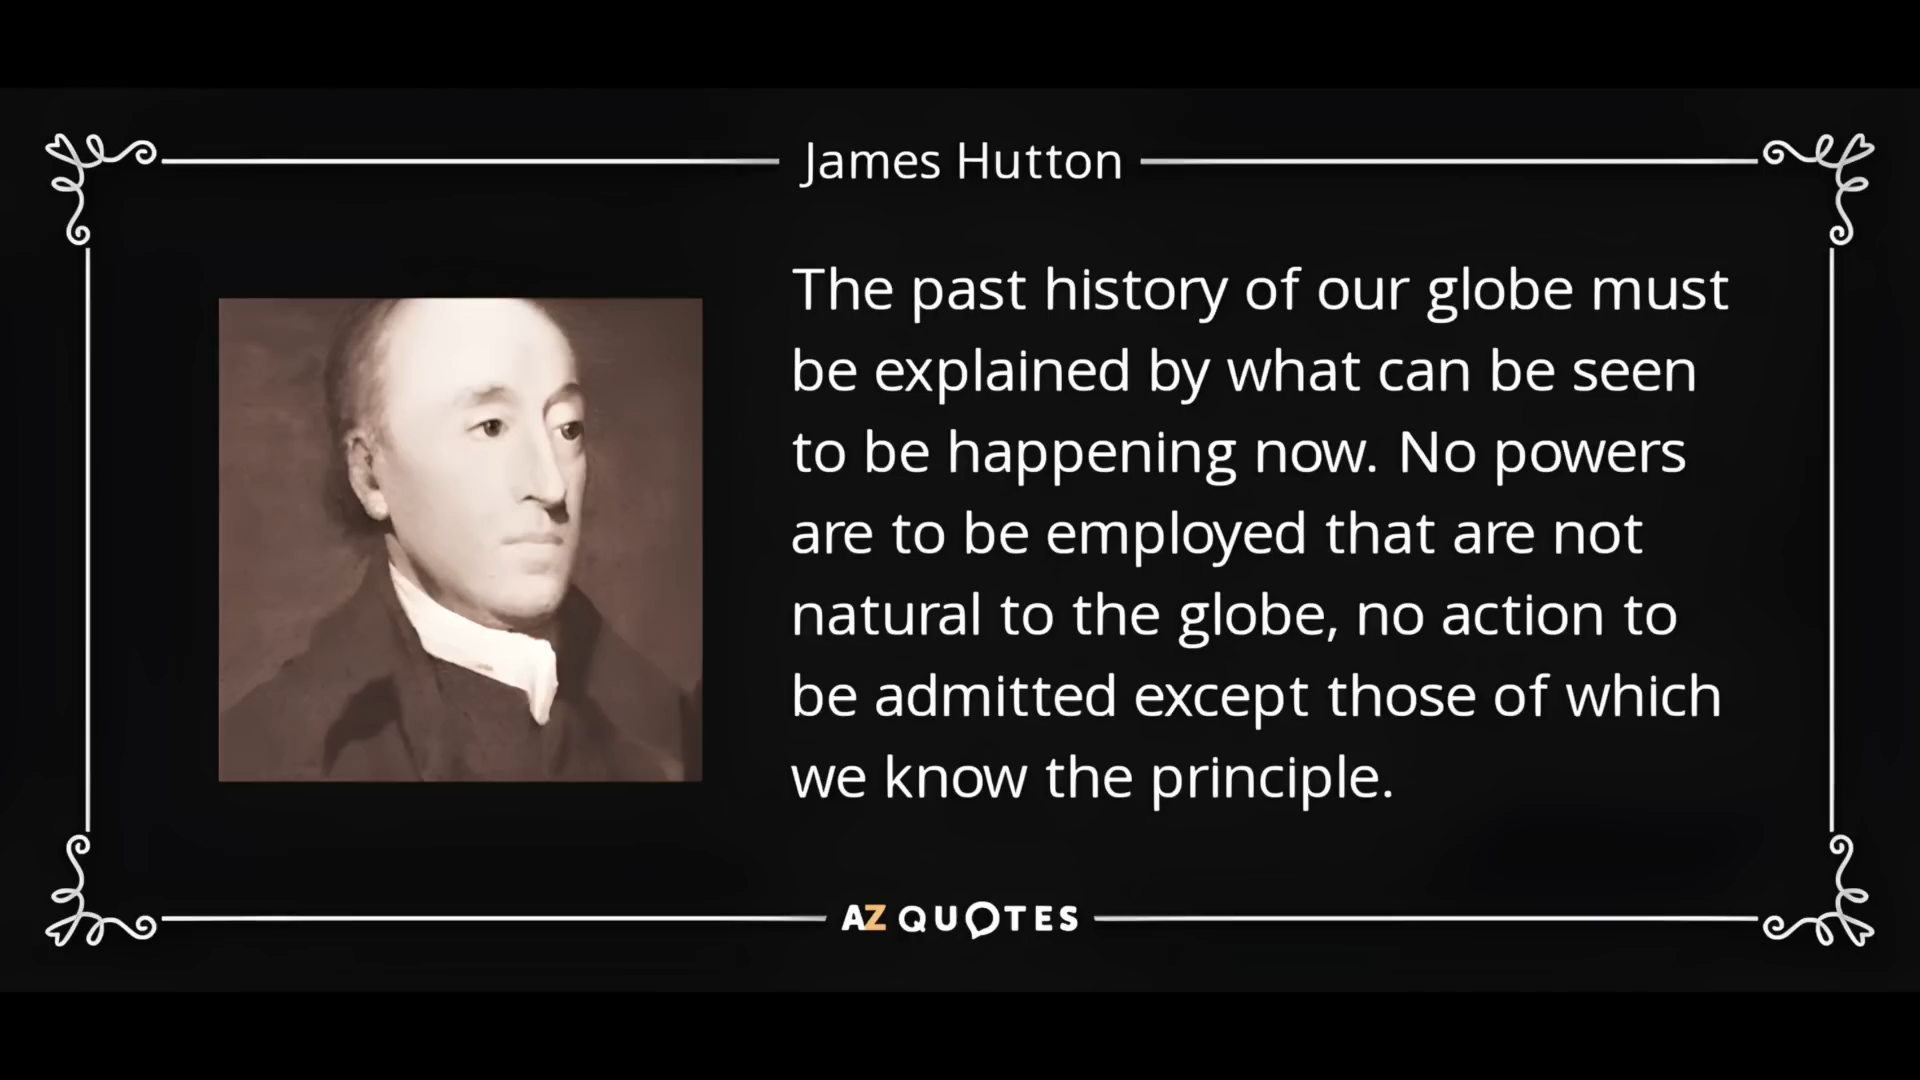 James Hutton
The past history of our globe must
be explained by what can be seen
to be happening now. No powers
are to be employed that are not
natural to the globe, no action to
be admitted except those of which
we know the principle.
AZ QUOTES